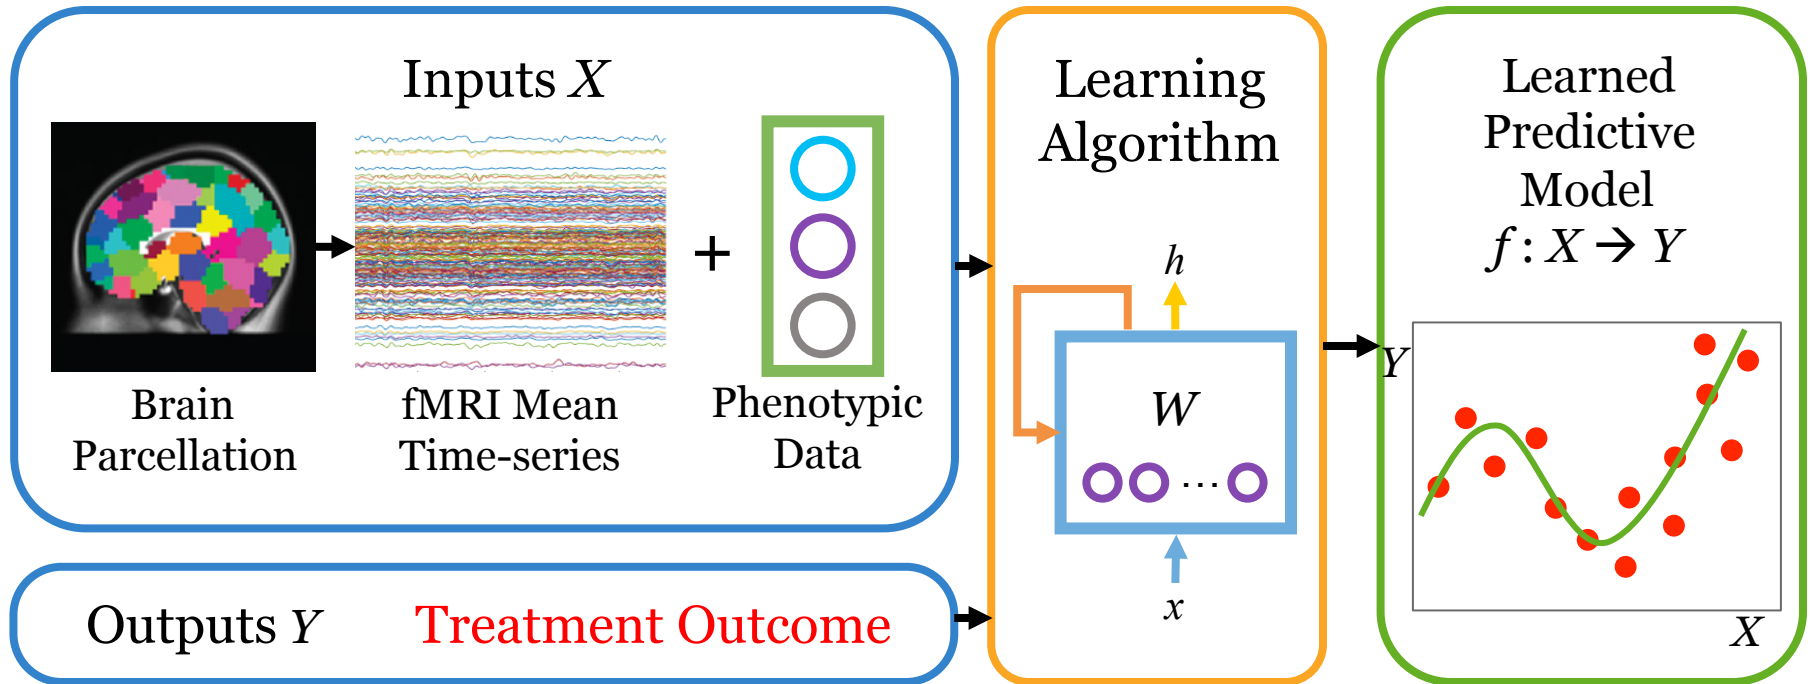 Inputs X
Brain
Parcellation
fMRI Mean
Time-series
+
Phenotypic
Data
Outputs Y
Treatment Outcome
Learning
Algorithm
h
W
...
x
Learned
Predictive
Model
f : X → Y
Y
X